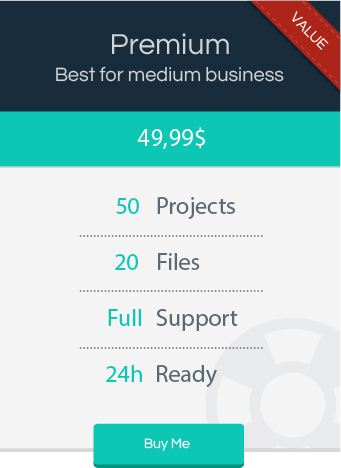 VALUE
Premium
Best for medium business
49,99$
50 Projects
20 Files
Full Support
24h Ready
Buy Me